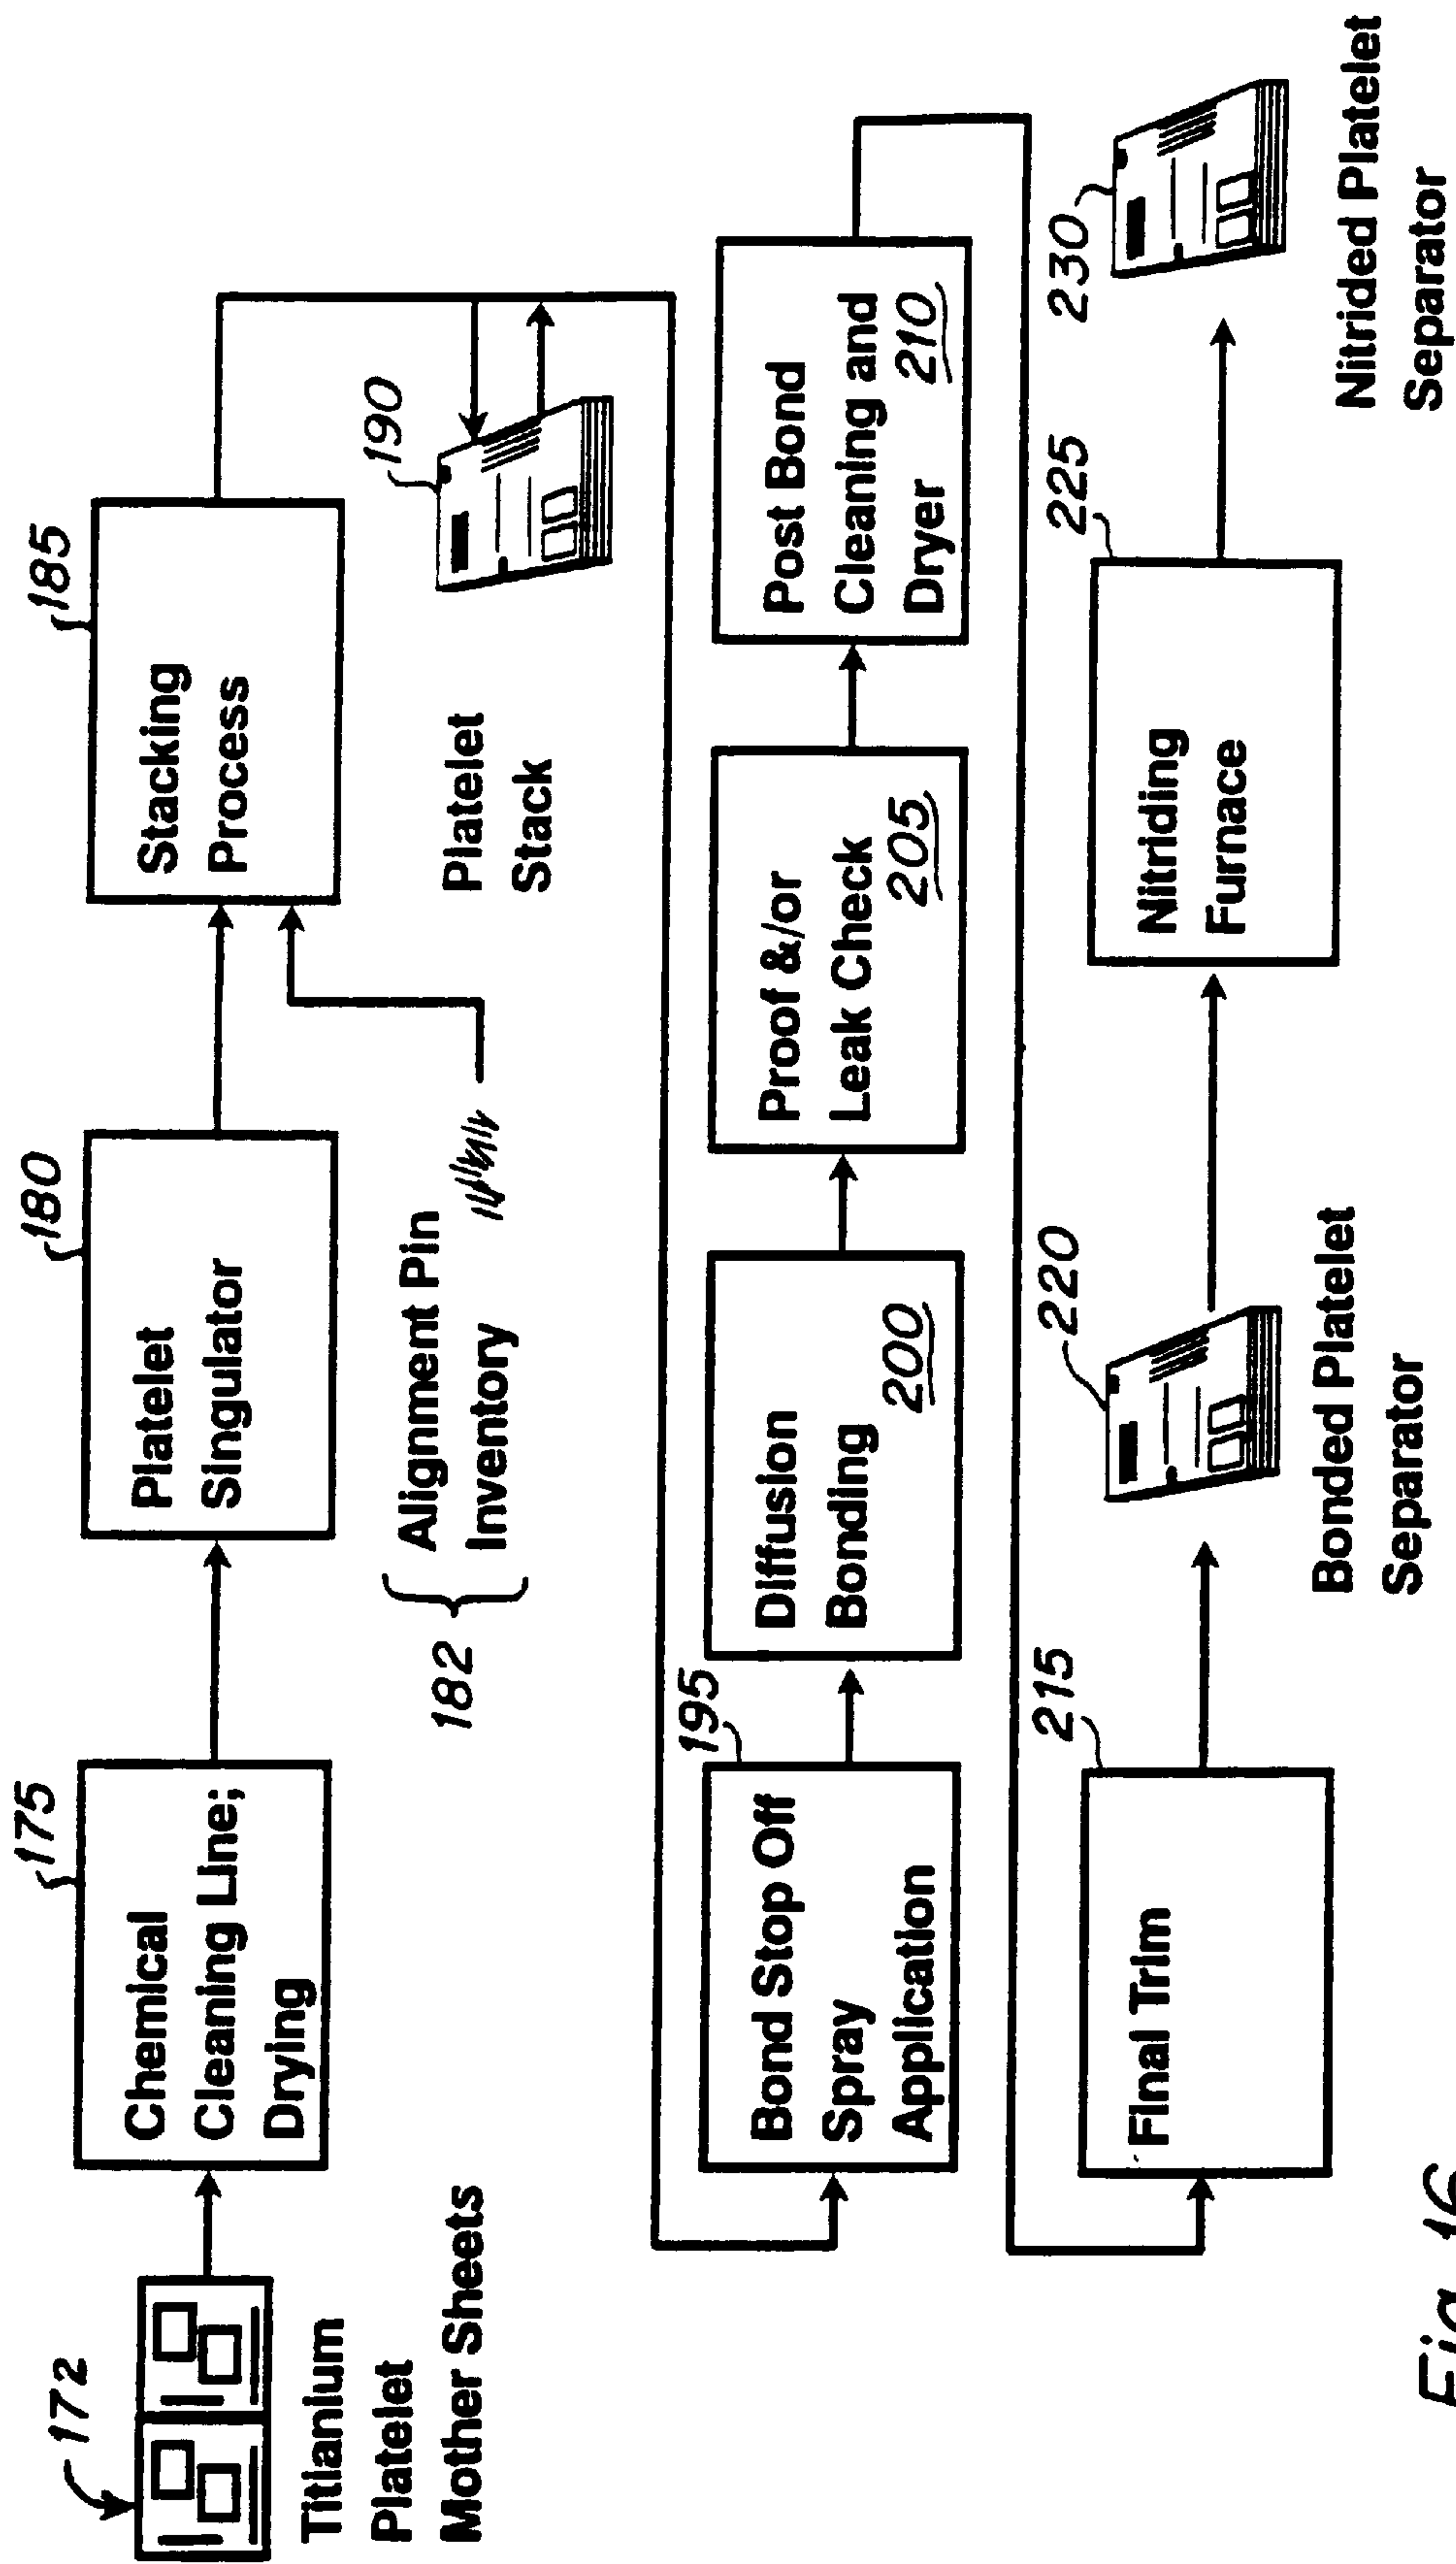 172
Titlanium
Platelet
Mother Sheets
175
Chemical
Cleaning Line;
Drying
180
Platelet
Singulator
182
Alignment Pin
Inventory
185
Stacking
Process
190
Platelet
Stack
195
Bond Stop Off
Spray
Application
Diffusion
Bonding
200
Proof &/or
Leak Check
205
Post Bond
Cleaning and
Dryer 210
215
Final Trim
220
Bonded Platelet
Separator
225
Nitriding
Furnace
230
Nitrided Platelet
Separator
Fig. 16